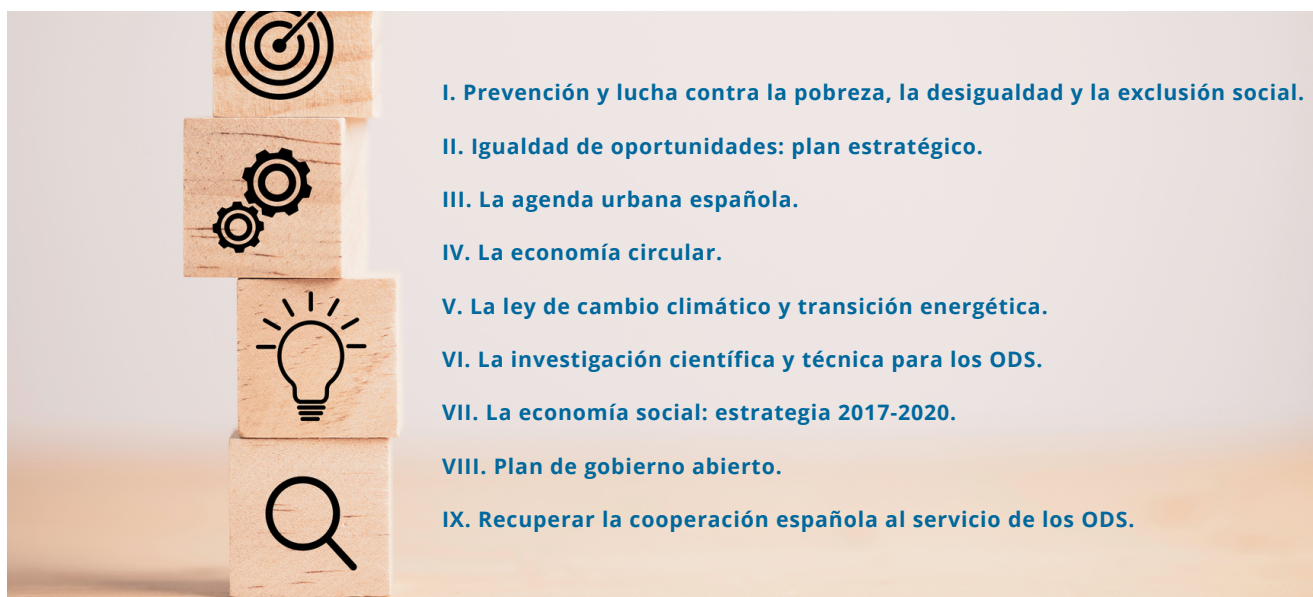 I. Prevención y lucha contra la pobreza, la desigualdad y la exclusión social.
II. Igualdad de oportunidades: plan estratégico.
III. La agenda urbana española.
IV. La economía circular.
V. La ley de cambio climático y transición energética.
VI. La investigación científica y técnica para los ODS.
VII. La economía social: estrategia 2017-2020.
VIII. Plan de gobierno abierto.
IX. Recuperar la cooperación española al servicio de los ODS.